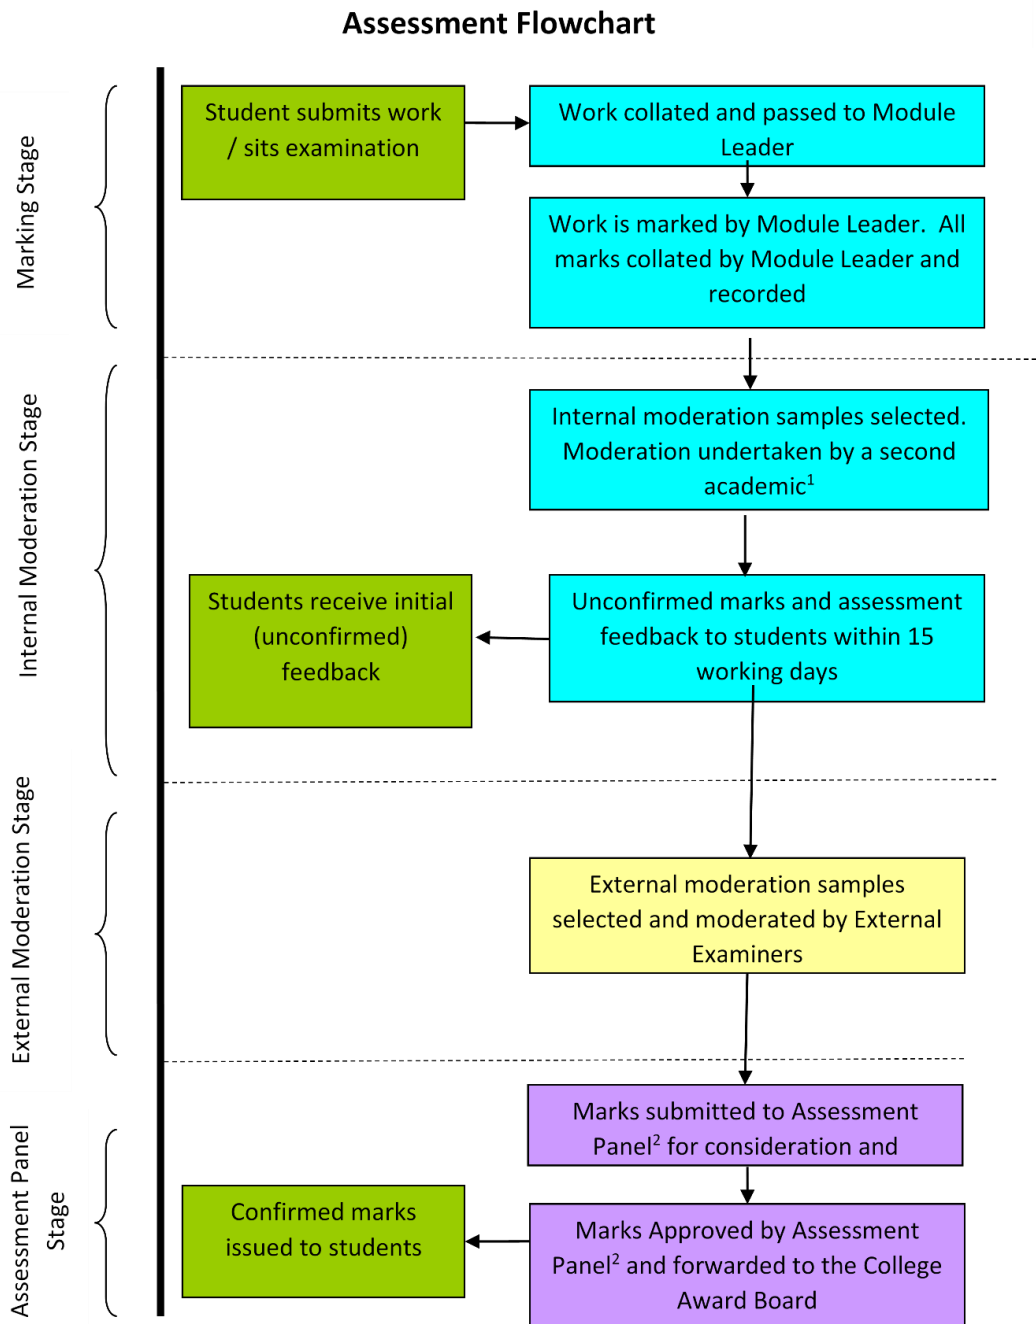 Assessment Flowchart
Marking Stage
Student submits work
/ sits examination
Work collated and passed to Module
Leader
Work is marked by Module Leader.  All
marks collated by Module Leader and
recorded
Internal Moderation Stage
Internal moderation samples selected.
Moderation undertaken by a second
academic¹
Unconfirmed marks and assessment
feedback to students within 15
working days
Students receive initial
(unconfirmed)
feedback
External Moderation Stage
External moderation samples
selected and moderated by External
Examiners
Assessment Panel
Stage
Marks submitted to Assessment
Panel² for consideration and
Marks Approved by Assessment
Panel² and forwarded to the College
Award Board
Confirmed marks
issued to students